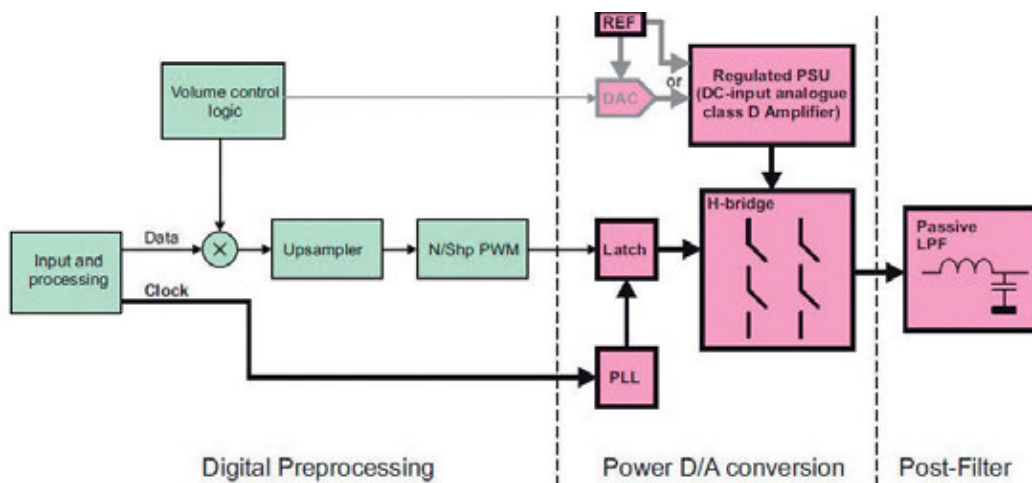 REF
Volume control
logic
DAC
or
Regulated PSU
(DC-input analogue
class D Amplifier)
H-bridge
Input and
processing
Data
Clock
×
Upsampler
N/Shp PWM
Latch
PLL
Passive
LPF
Digital Preprocessing
Power D/A conversion
Post-Filter